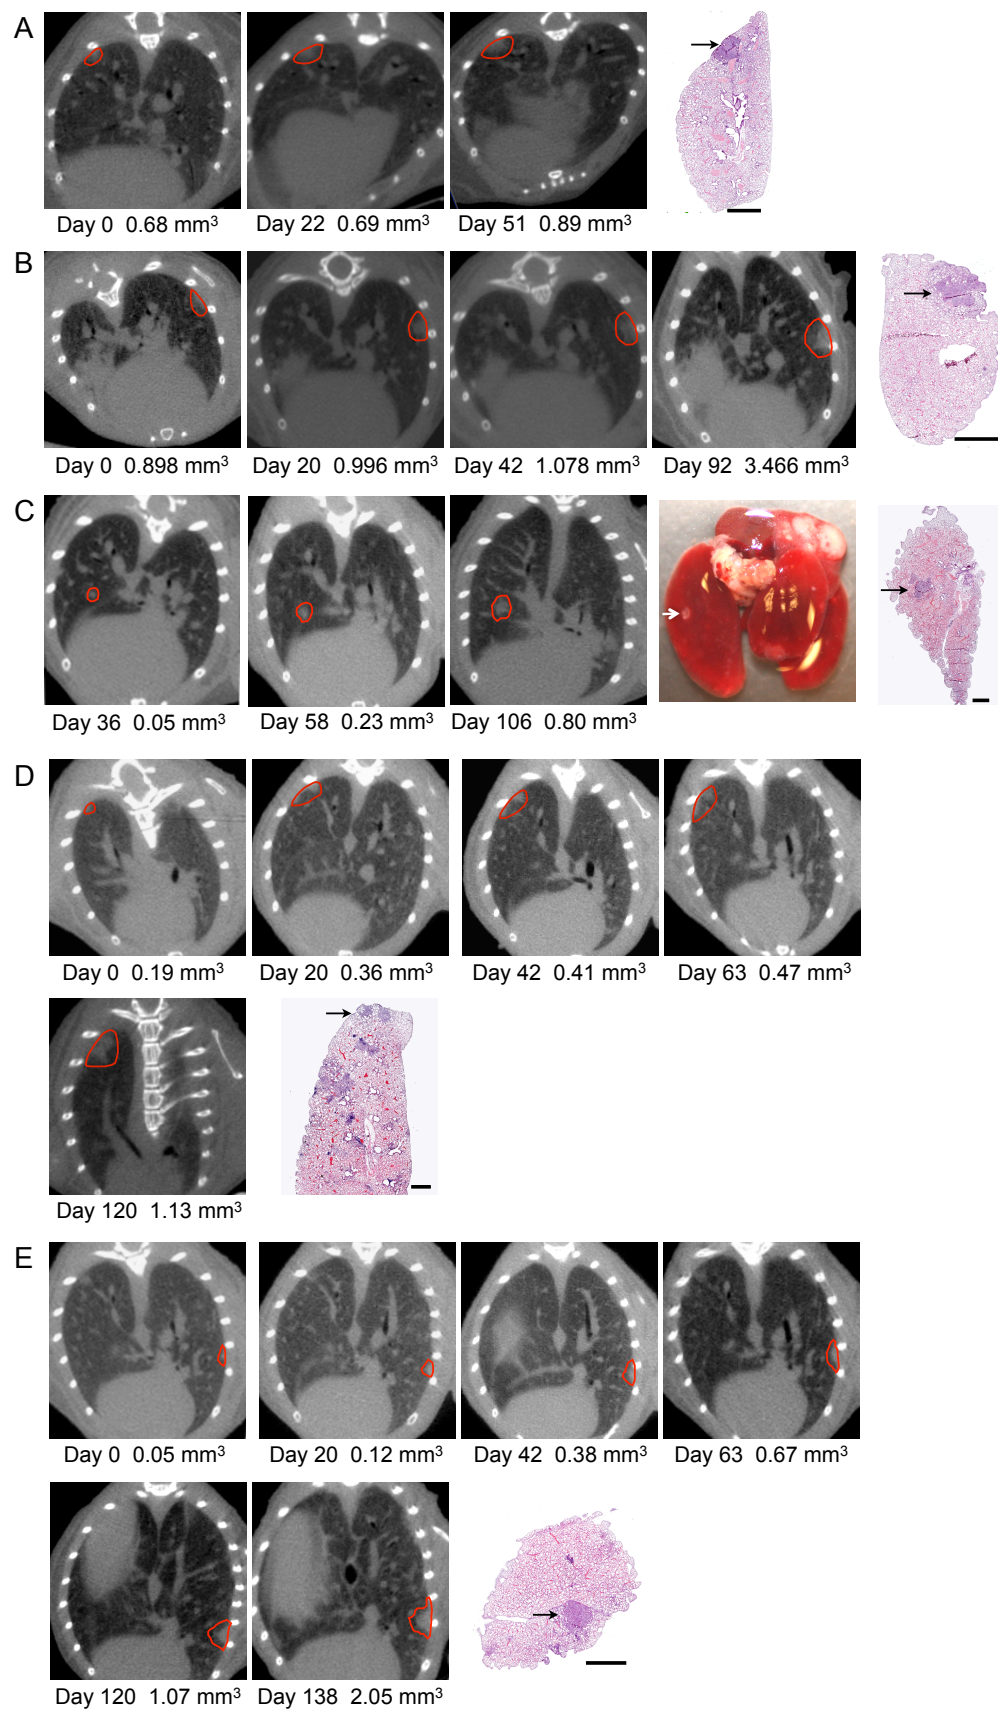 A
Day 0 0.68 mm³
Day 22 0.69 mm³
Day 51 0.89 mm³
B
Day 0 0.898 mm³
Day 20 0.996 mm³
Day 42 1.078 mm³
Day 92 3.466 mm³
C
Day 36 0.05 mm³
Day 58 0.23 mm³
Day 106 0.80 mm³
D
Day 0 0.19 mm³
Day 20 0.36 mm³
Day 42 0.41 mm³
Day 63 0.47 mm³
Day 120 1.13 mm³
E
Day 0 0.05 mm³
Day 20 0.12 mm³
Day 42 0.38 mm³
Day 63 0.67 mm³
Day 120 1.07 mm³
Day 138 2.05 mm³